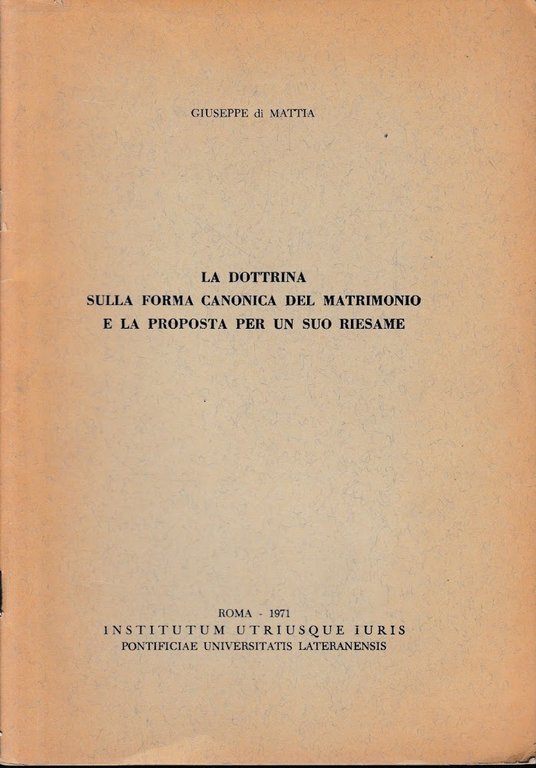 GIUSEPPE di MATTIA
LA DOTTRINA
SULLA FORMA CANONICA DEL MATRIMONIO
E LA PROPOSTA PER UN SUO RIESAME
ROMA - 1971
INSTITUTUM UTRIUSQUE IURIS
PONTIFICIAE UNIVERSITATIS LATERANENSIS